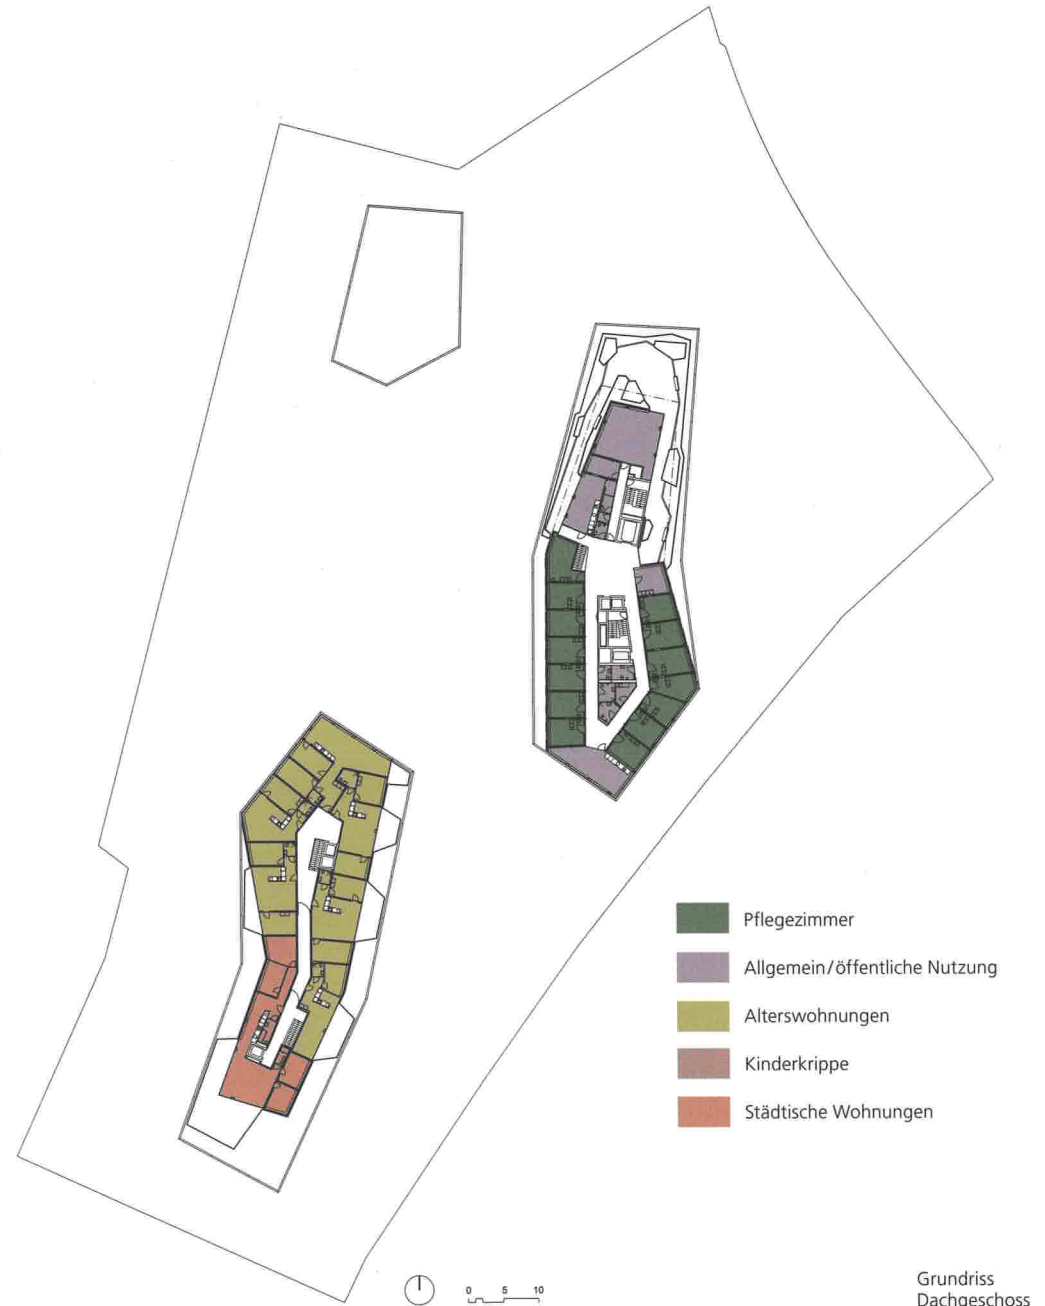 Pflegezimmer
Allgemein/öffentliche Nutzung
Alterswohnungen
Kinderkrippe
Städtische Wohnungen
0 5 10
Grundriss
Dachgeschoss